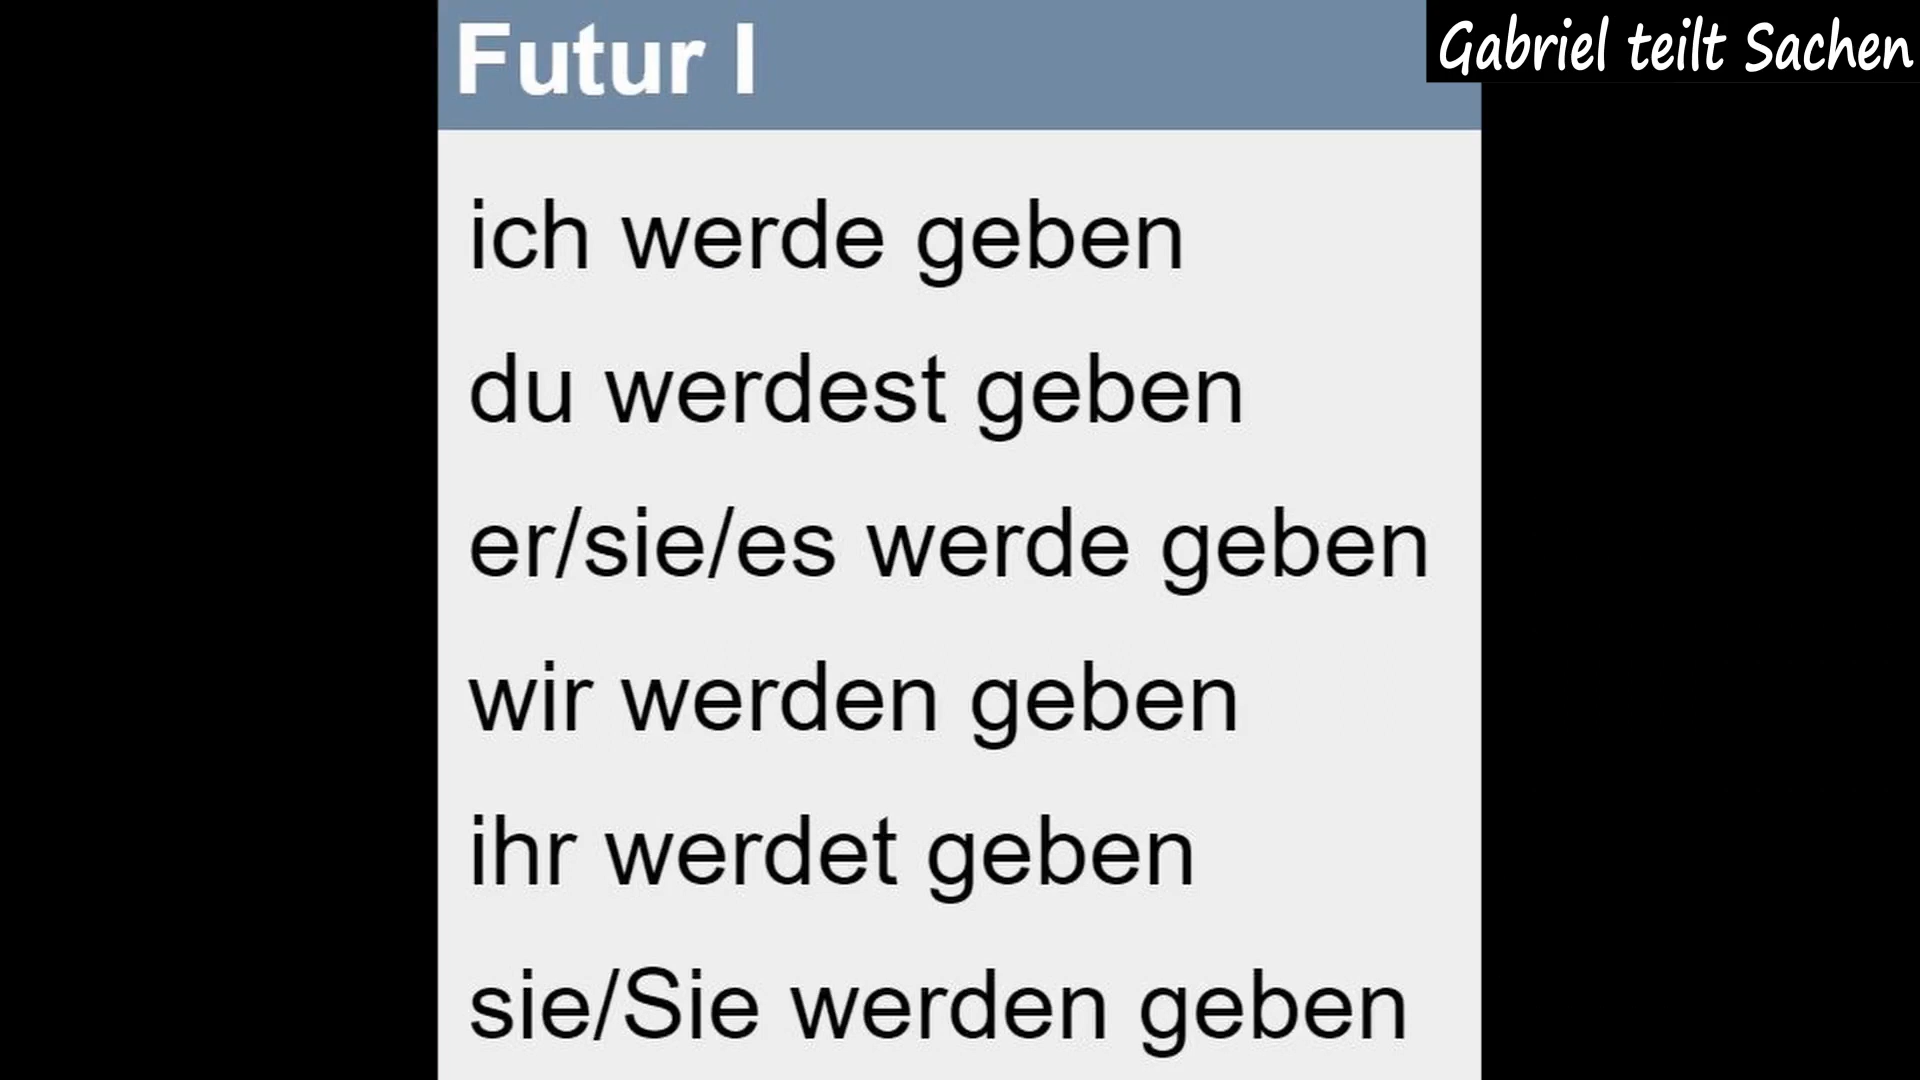 Futur I
Gabriel teilt Sachen
ich werde geben
du werdest geben
er/sie/es werde geben
wir werden geben
ihr werdet geben
sie/Sie werden geben